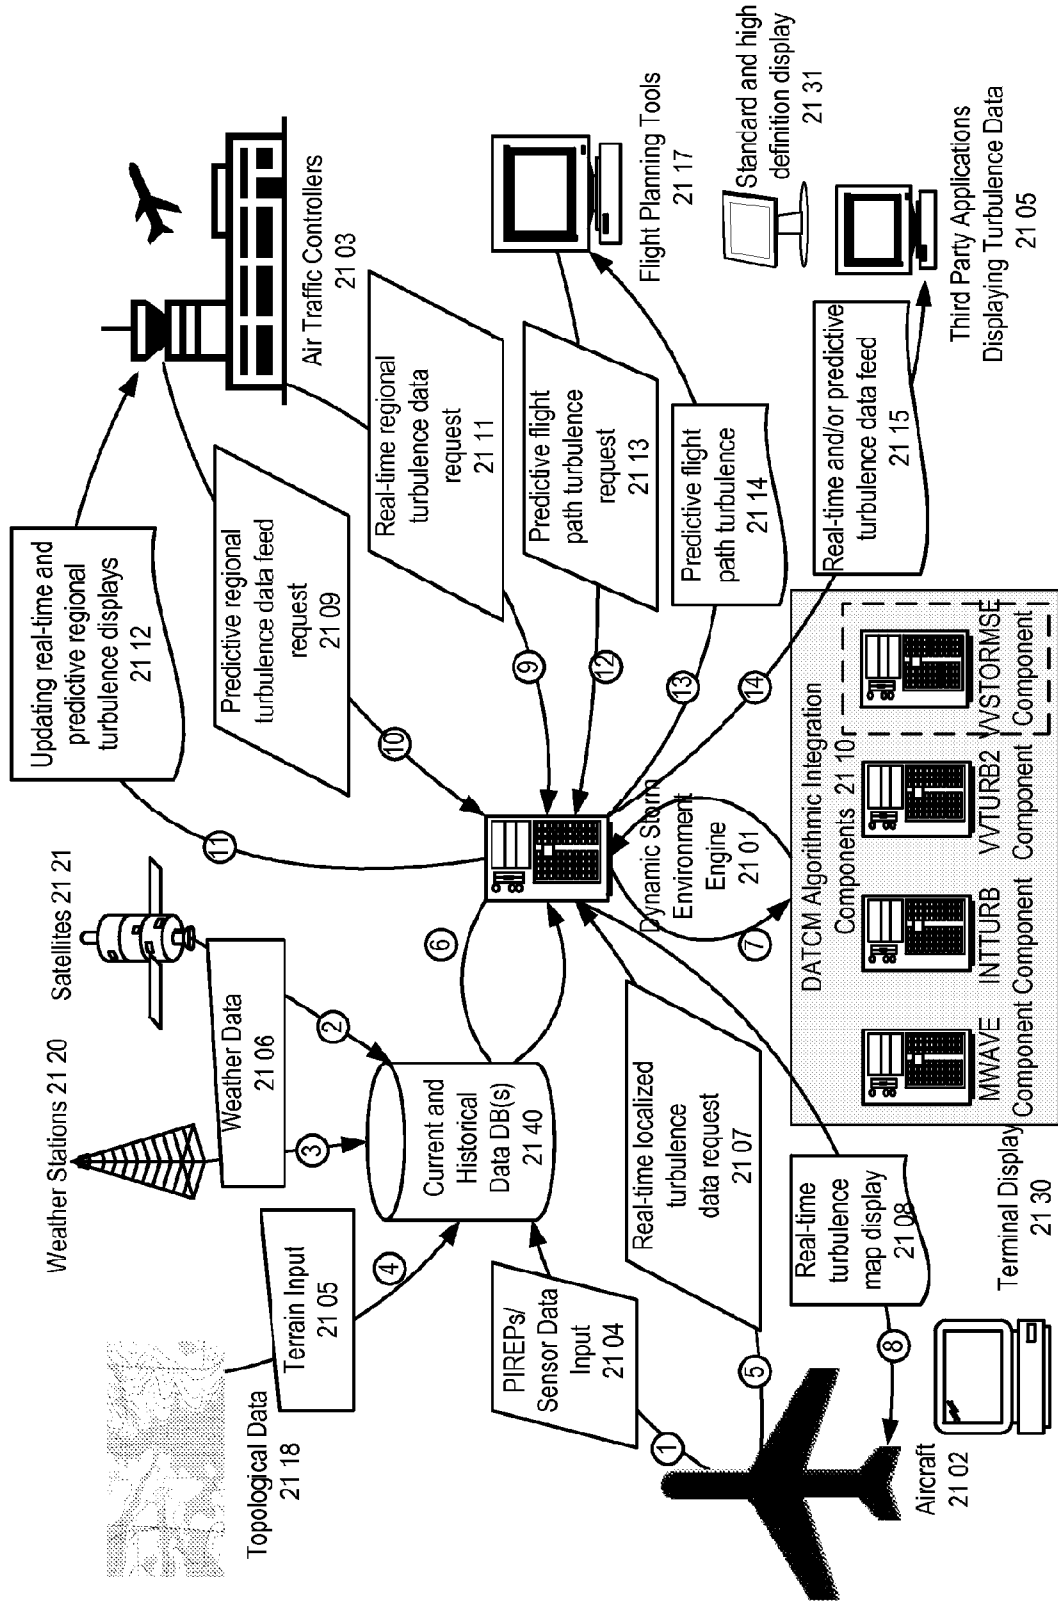 Topological Data
21 18
Terrain Input
21 05
Weather Stations 21 20
Satellites 21 21
Weather Data
21 06
4
3
2
Current and
Historical
Data DB(s)
21 40
PIREPs/
Sensor Data
Input
21 04
1
Aircraft
21 02
5
Real-time localized
turbulence
data request
21 07
8
Real-time
turbulence
map display
21 08
Terminal Display
21 30
6
Dynamic Storm
Environment
Engine
21 01
7
DATCM Algorithmic Integration
Components 21 10
MWAVE
Component
INTTURB
Component
VVTURB2
Component
VVSTORMSE
Component
11
Updating real-time and
predictive regional
turbulence displays
21 12
10
Predictive regional
turbulence data feed
request
21 09
Air Traffic Controllers
21 03
9
Real-time regional
turbulence data
request
21 11
12
Predictive flight
path turbulence
request
21 13
Flight Planning Tools
21 17
13
Predictive flight
path turbulence
21 14
14
Real-time and/or predictive
turbulence data feed
21 15
Standard and high
definition display
21 31
Third Party Applications
Displaying Turbulence Data
21 05